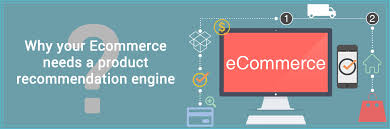 Why your Ecommerce
needs a product
recommendation engine
?
$
1
2
eCommerce